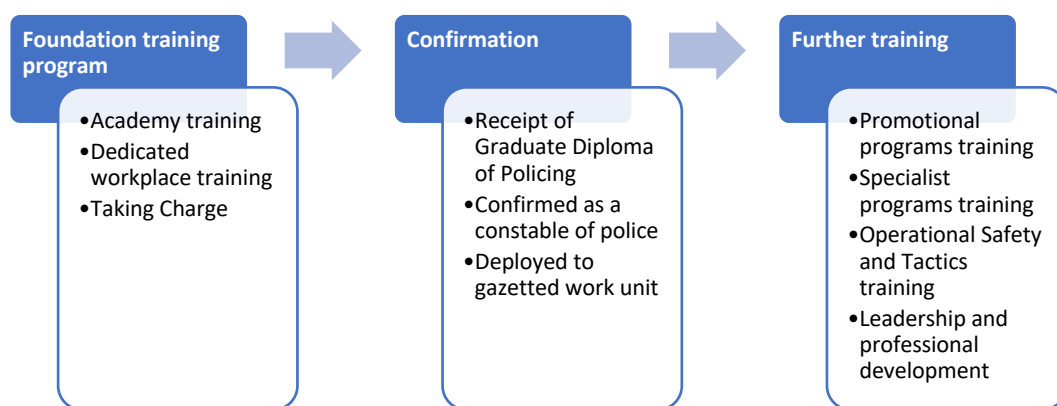 Foundation training
program
•Academy training
•Dedicated
workplace training
•Taking Charge
Confirmation
•Receipt of
Graduate Diploma
of Policing
•Confirmed as a
constable of police
•Deployed to
gazetted work unit
Further training
•Promotional
programs training
•Specialist
programs training
•Operational Safety
and Tactics
training
•Leadership and
professional
development